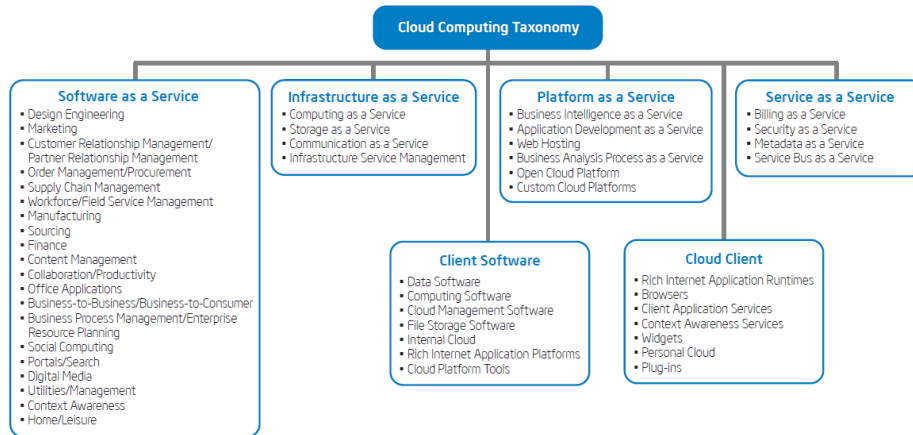 Cloud Computing Taxonomy
Software as a Service
▪ Design Engineering
▪ Marketing
▪ Customer Relationship Management/
Partner Relationship Management
▪ Order Management/Procurement
▪ Supply Chain Management
▪ Workforce/Field Service Management
▪ Manufacturing
▪ Sourcing
▪ Finance
▪ Content Management
▪ Collaboration/Productivity
▪ Office Applications
▪ Business-to-Business/Business-to-Consumer
▪ Business Process Management/Enterprise
Resource Planning
▪ Social Computing
▪ Portals/Search
▪ Digital Media
▪ Utilities/Management
▪ Context Awareness
▪ Home/Leisure
Infrastructure as a Service
▪ Computing as a Service
▪ Storage as a Service
▪ Communication as a Service
▪ Infrastructure Service Management
Platform as a Service
▪ Business Intelligence as a Service
▪ Application Development as a Service
▪ Web Hosting
▪ Business Analysis Process as a Service
▪ Open Cloud Platform
▪ Custom Cloud Platforms
Service as a Service
▪ Billing as a Service
▪ Security as a Service
▪ Metadata as a Service
▪ Service Bus as a Service
Client Software
▪ Data Software
▪ Computing Software
▪ Cloud Management Software
▪ File Storage Software
▪ Internal Cloud
▪ Rich Internet Application Platforms
▪ Cloud Platform Tools
Cloud Client
▪ Rich Internet Application Runtimes
▪ Browsers
▪ Client Application Services
▪ Context Awareness Services
▪ Widgets
▪ Personal Cloud
▪ Plug-ins